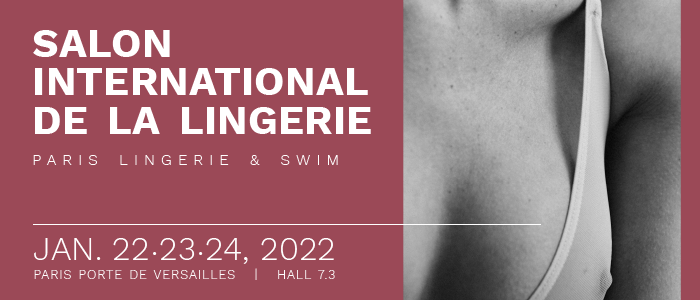 SALON
INTERNATIONAL
DE LA LINGERIE
PARIS LINGERIE & SWIM
JAN. 22·23·24, 2022
PARIS PORTE DE VERSAILLES | HALL 7.3